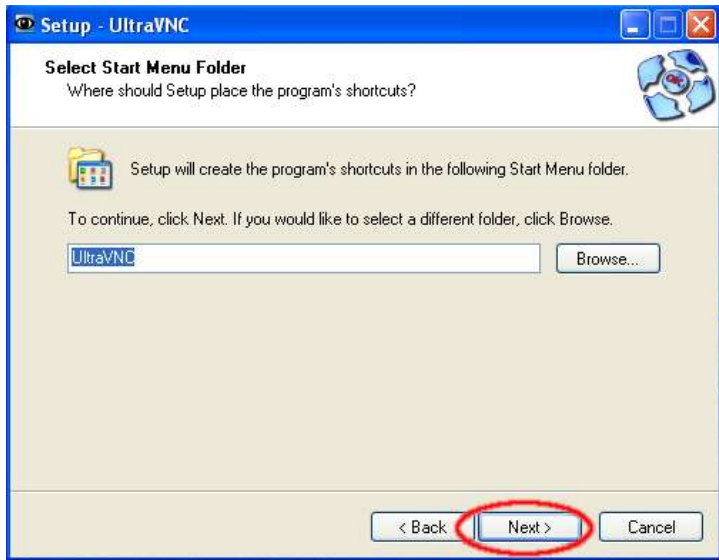 Setup - UltraVNC
Select Start Menu Folder
Where should Setup place the program's shortcuts?
Setup will create the program's shortcuts in the following Start Menu folder.
To continue, click Next. If you would like to select a different folder, click Browse.
UltraVNC
Browse...
< Back
Next >
Cancel